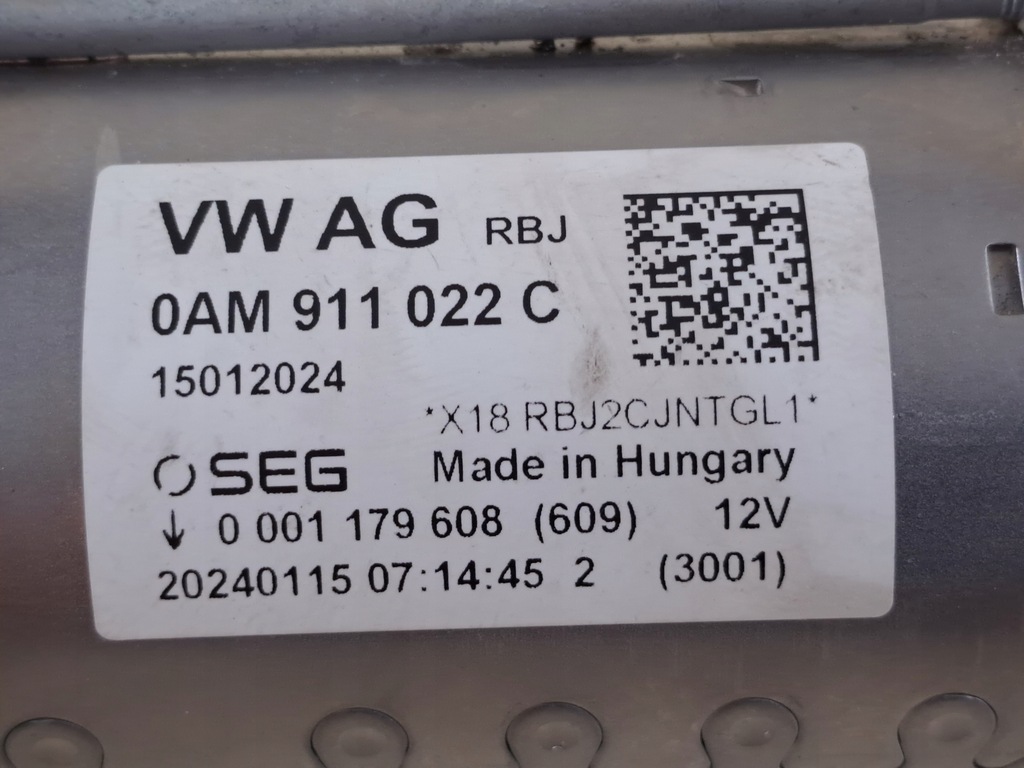 VW AG RBJ
0AM 911 022 C
15012024
*X18 RBJ2CJNTGL1*
SEG Made in Hungary
↓ 0 001 179 608 (609) 12V
20240115 07:14:45 2 (3001)